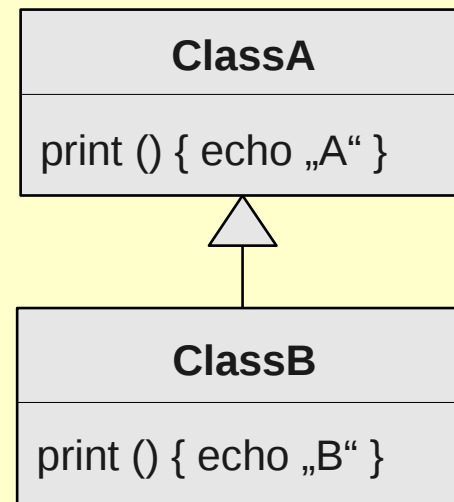 ClassA
print () { echo „A“ }
ClassB
print () { echo „B“ }